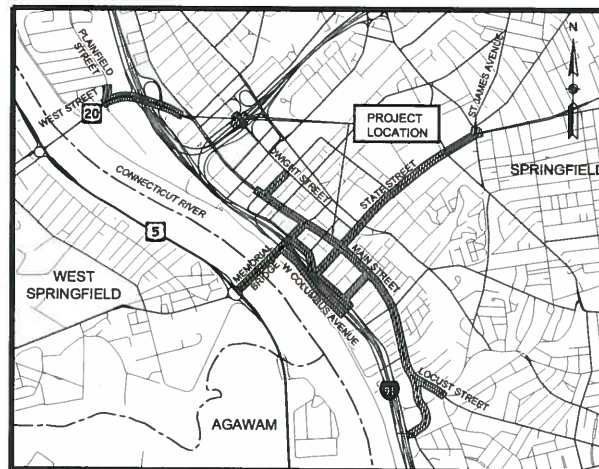 N
PLAINFIELD
STREET
WEST STREET
20
PROJECT
LOCATION
ST JAMES AVENUE
DWIGHT STREET
STATE STREET
SPRINGFIELD
CONNECTICUT RIVER
5
MEMORIAL
BRIDGE
MAIN STREET
WEST
SPRINGFIELD
W COLUMBUS AVENUE
LOCUST STREET
91
AGAWAM